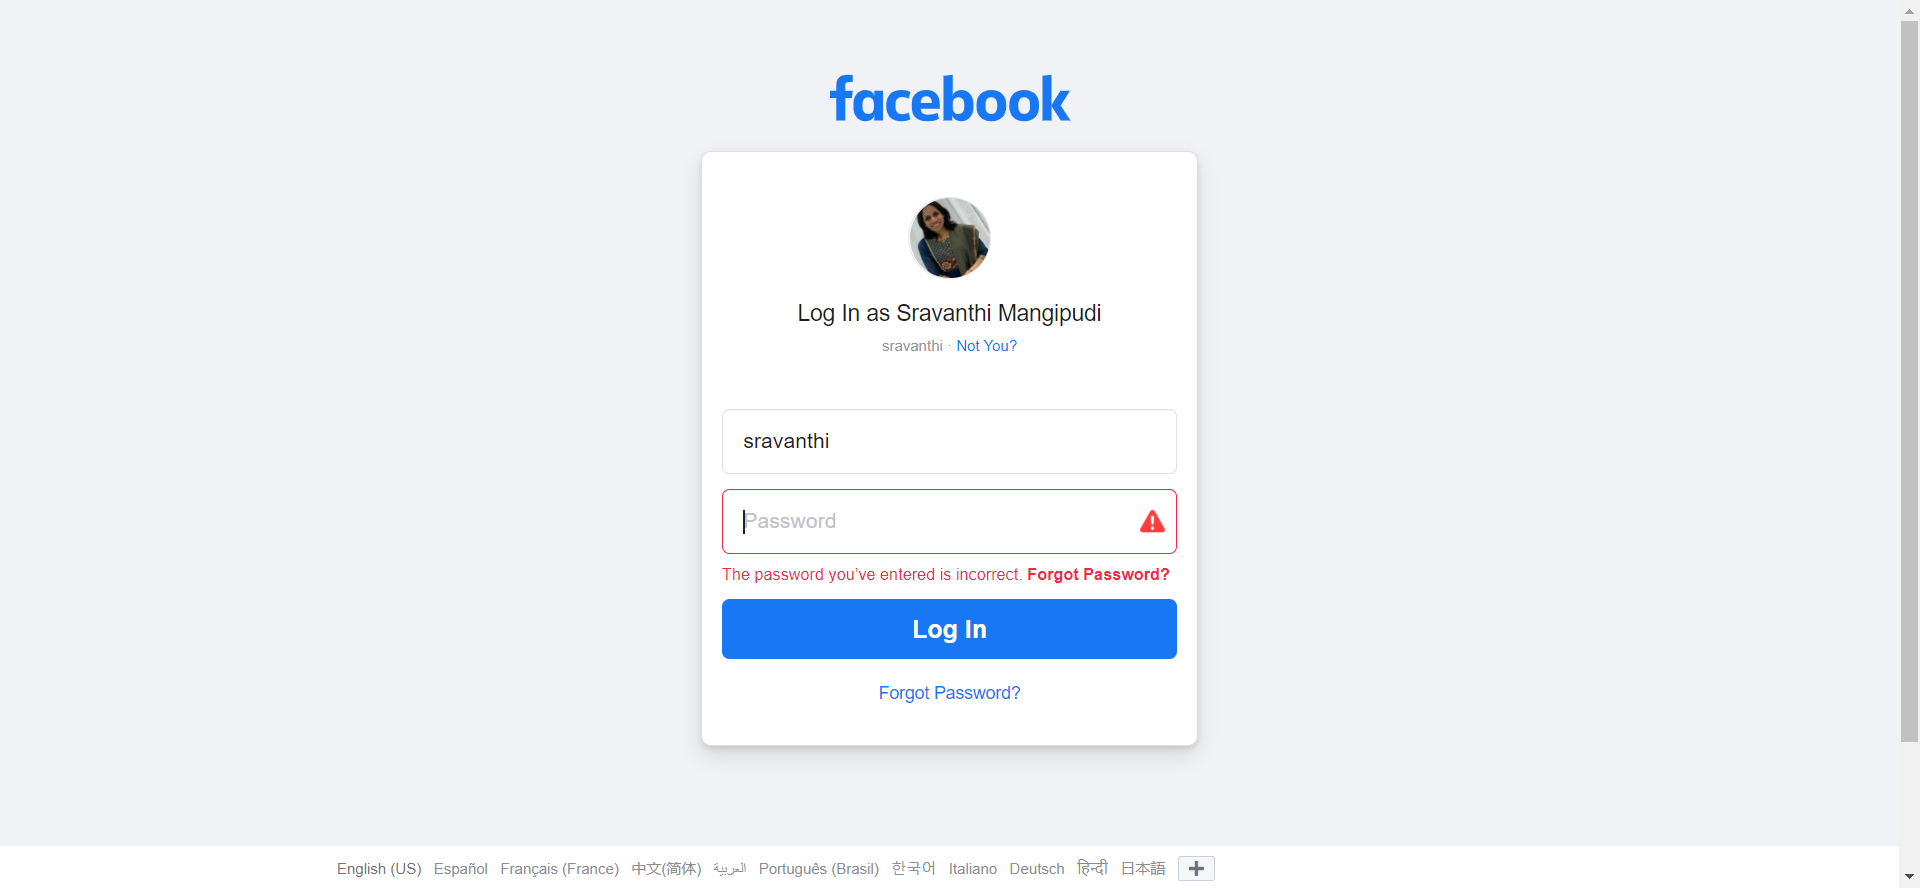 facebook
Log In as Sravanthi Mangipudi
sravanthi · Not You?
sravanthi
Password
The password you've entered is incorrect. Forgot Password?
Log In
Forgot Password?
English (US) Español Français (France) 中文(简体) العربية Português (Brasil) 한국어 Italiano Deutsch हिन्दी 日本語